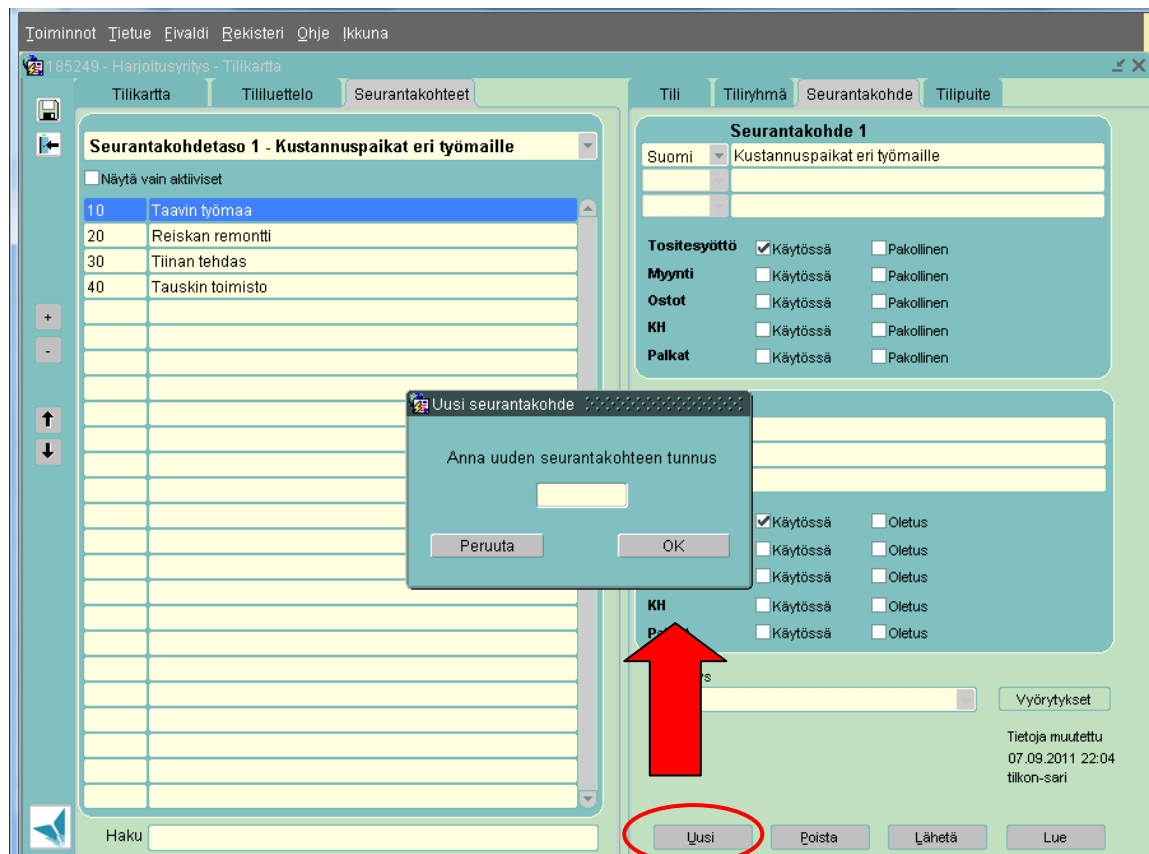 Toiminnot Tietue Eivaldi Rekisteri Ohje Ikkuna
185249 - Harjoitusyritys - Tilikartta
Tilikartta Tililuettelo Seurantakohteet
Seurantakohdetaso 1 - Kustannuspaikat eri työmaille
Näytä vain aktiiviset
10 Taavin työmaa
20 Reiskan remontti
30 Tiinan tehdas
40 Tauskin toimisto
+
-
Haku
Tili Tiliryhmä Seurantakohde Tilipuite
Seurantakohde 1
Suomi Kustannuspaikat eri työmaille
Tositesyöttö Käytössä Pakollinen
Myynti Käytössä Pakollinen
Ostot Käytössä Pakollinen
KH Käytössä Pakollinen
Palkat Käytössä Pakollinen
Uusi seurantakohde
Anna uuden seurantakohteen tunnus
Peruuta OK
Käytössä Oletus
Käytössä Oletus
Käytössä Oletus
KH Käytössä Oletus
Käytössä Oletus
Vyörytykset
Tietoja muutettu
07.09.2011 22:04
tilkon-sari
Uusi Poista Lähetä Lue